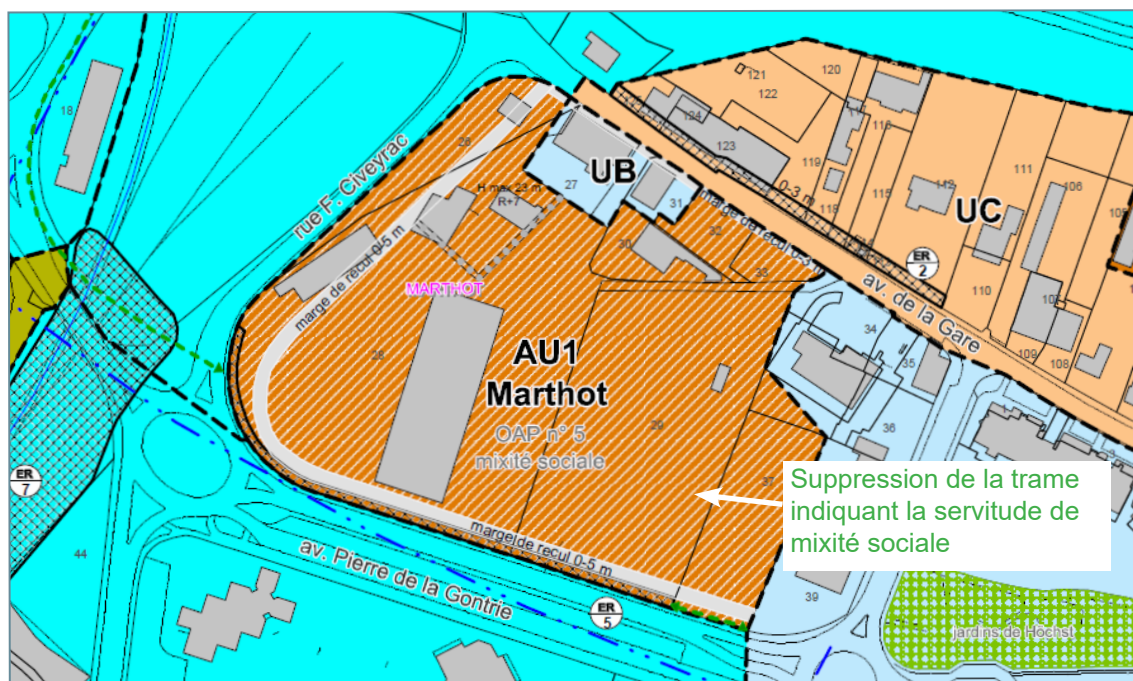 18
rue F. Civeyrac
26
27
UB
31
121
122
120
124
123
119
118
116
115
112
111
106
105
UC
H max 23 m
R+7
marge de recul 0-5 m
MARTHOT
30
32
33
marge de recul 0-3 m
0-3 m
ER
2
av. de la Gare
110
107
109
108
28
AU1
Marthot
OAP n° 5
mixité sociale
29
34
35
36
37
Suppression de la trame
indiquant la servitude de
mixité sociale
ER
7
44
marge de recul 0-5 m
av. Pierre de la Gontrie
ER
5
39
jardins de Höchst